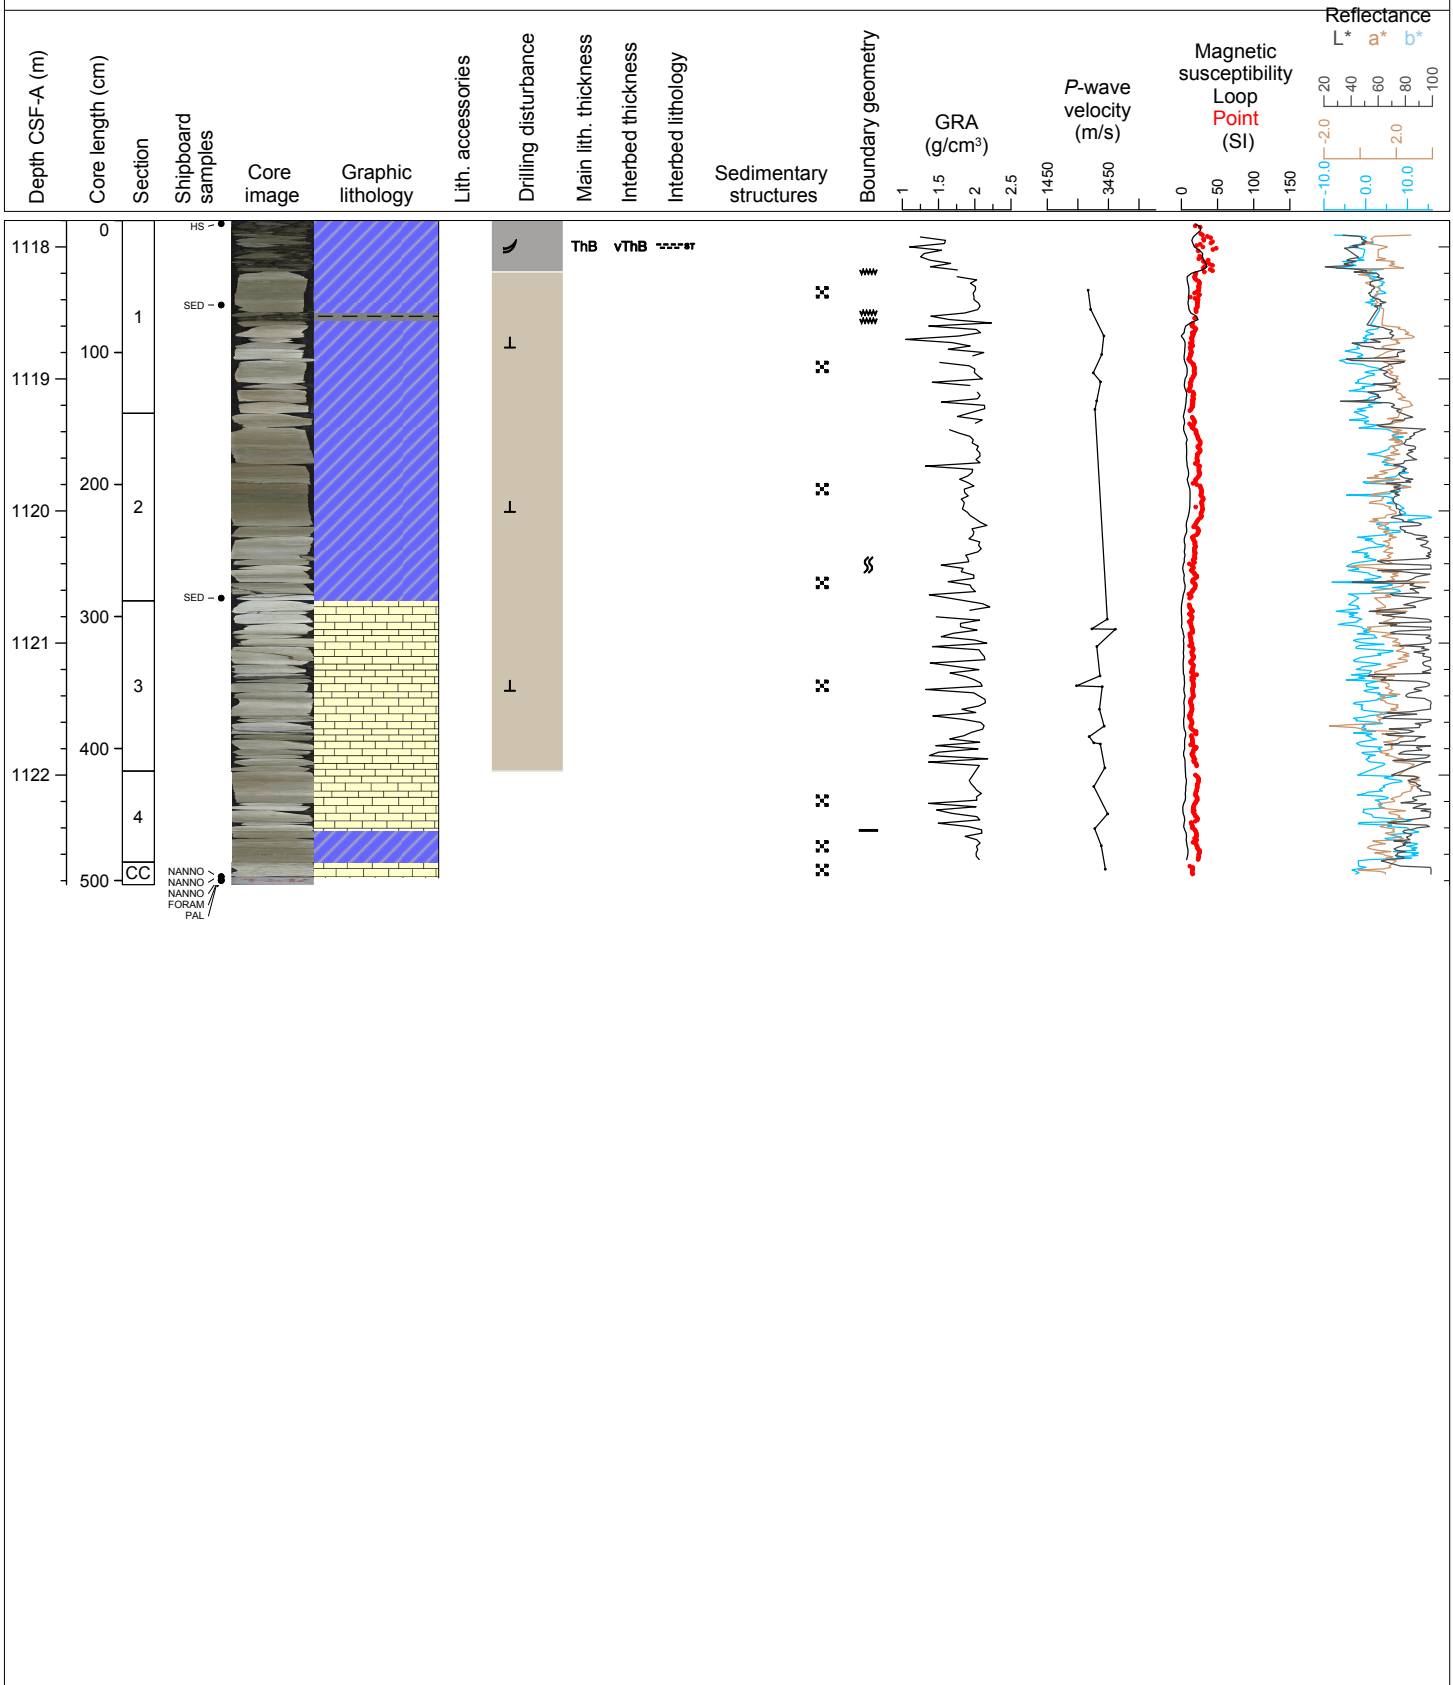 Depth CSF-A (m)
Core length (cm)
Section
Shipboard
samples
Core
image
Graphic
lithology
Lith. accessories
Drilling disturbance
Main lith. thickness
Interbed thickness
Interbed lithology
Sedimentary
structures
Boundary geometry
GRA
(g/cm³)
1 1.5 2 2.5
P-wave
velocity
(m/s)
1450 3450
Magnetic
susceptibility
Loop
Point
(SI)
0 50 100 150
Reflectance
L* a* b*
20 40 60 80 100
-2.0 2.0
-10.0 0.0 10.0
0
HS
1118
ThB vThB ST
SED
1
100
1119
200
2
1120
SED
300
1121
3
400
1122
4
CC
500
NANNO
NANNO
NANNO
FORAM
PAL